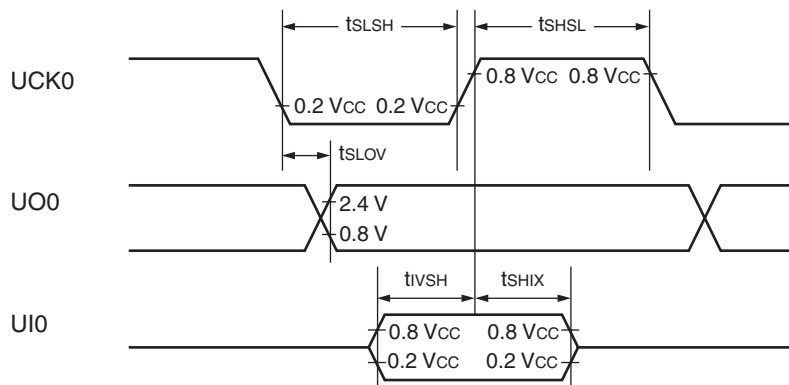 tSLSH tSHSL
UCK0
0.8 VCC 0.8 VCC
0.2 VCC 0.2 VCC
tSLOV
UO0
2.4 V
0.8 V
tIVSH tSHIX
UI0
0.8 VCC 0.8 VCC
0.2 VCC 0.2 VCC